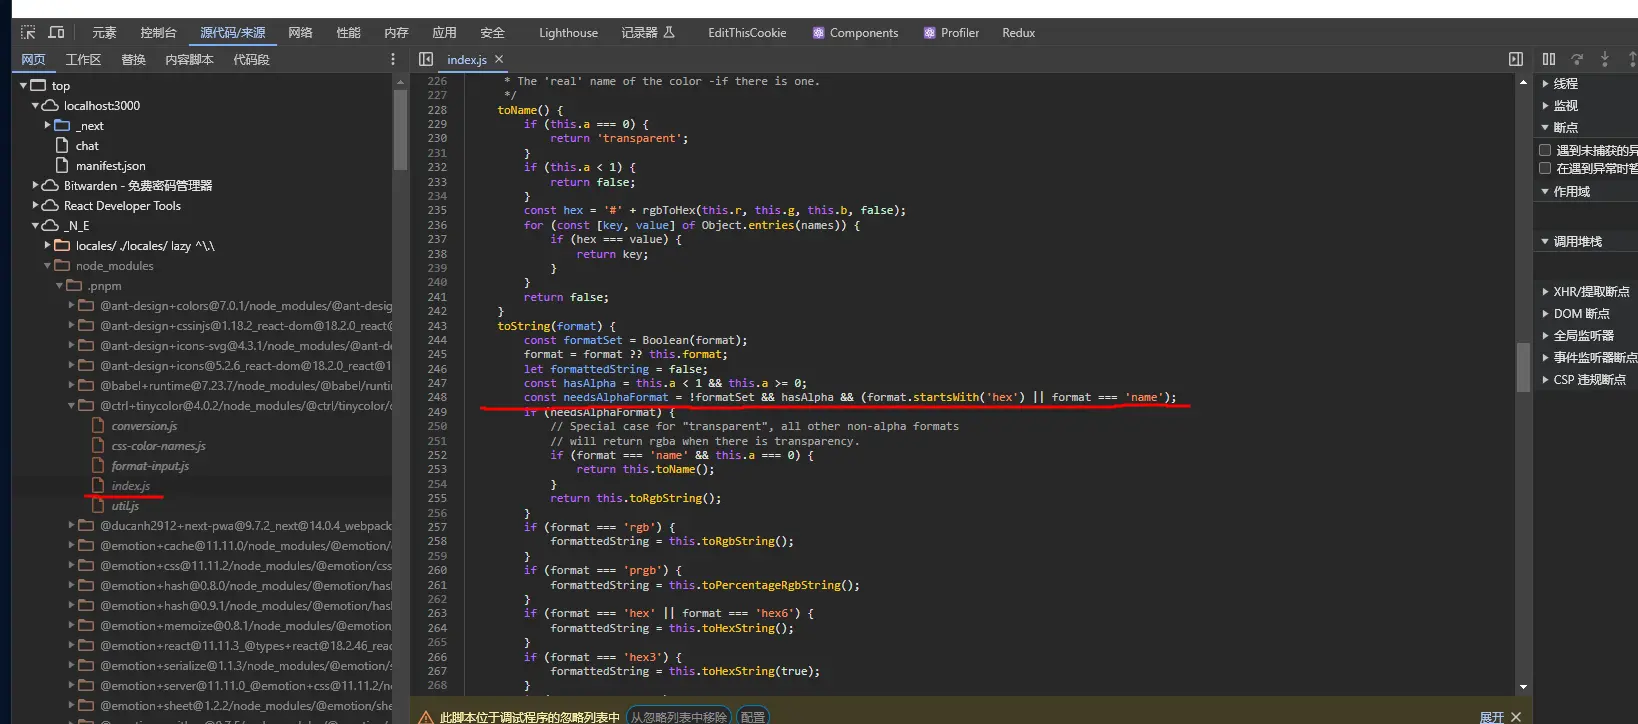 元素 控制台 源代码/来源 网络 性能 内存 应用 安全 Lighthouse 记录器 EditThisCookie Components Profiler Redux
网页 工作区 替换 内容脚本 代码段
index.js ×
top
localhost:3000
_next
chat
manifest.json
Bitwarden - 免费密码管理器
React Developer Tools
_N_E
locales/ ./locales/ lazy ^\.\
node_modules
.pnpm
@ant-design+colors@7.0.1/node_modules/@ant-desig
@ant-design+cssinjs@1.18.2_react-dom@18.2.0_react@
@ant-design+icons-svg@4.3.1/node_modules/@ant-de
@ant-design+icons@5.2.6_react-dom@18.2.0_react@1
@babel+runtime@7.23.7/node_modules/@babel/runtin
@ctrl+tinycolor@4.0.2/node_modules/@ctrl/tinycolor/c
conversion.js
css-color-names.js
format-input.js
index.js
util.js
@ducanh2912+next-pwa@9.7.2_next@14.0.4_webpack
@emotion+cache@11.11.0/node_modules/@emotion/
@emotion+css@11.11.2/node_modules/@emotion/css
@emotion+hash@0.8.0/node_modules/@emotion/hasl
@emotion+hash@0.9.1/node_modules/@emotion/hasl
@emotion+memoize@0.8.1/node_modules/@emotion/
@emotion+react@11.11.3_@types+react@18.2.46_reac
@emotion+serialize@1.1.3/node_modules/@emotion/s
@emotion+server@11.11.0_@emotion+css@11.11.2/n
@emotion+sheet@1.2.2/node_modules/@emotion/she
226 * The 'real' name of the color -if there is one.
227 */
228 toName() {
229 if (this.a === 0) {
230 return 'transparent';
231 }
232 if (this.a < 1) {
233 return false;
234 }
235 const hex = '#' + rgbToHex(this.r, this.g, this.b, false);
236 for (const [key, value] of Object.entries(names)) {
237 if (hex === value) {
238 return key;
239 }
240 }
241 return false;
242 }
243 toString(format) {
244 const formatSet = Boolean(format);
245 format = format ?? this.format;
246 let formattedString = false;
247 const hasAlpha = this.a < 1 && this.a >= 0;
248 const needsAlphaFormat = !formatSet && hasAlpha && (format.startsWith('hex') || format === 'name');
249 if (needsAlphaFormat) {
250 // Special case for "transparent", all other non-alpha formats
251 // will return rgba when there is transparency.
252 if (format === 'name' && this.a === 0) {
253 return this.toName();
254 }
255 return this.toRgbString();
256 }
257 if (format === 'rgb') {
258 formattedString = this.toRgbString();
259 }
260 if (format === 'prgb') {
261 formattedString = this.toPercentageRgbString();
262 }
263 if (format === 'hex' || format === 'hex6') {
264 formattedString = this.toHexString();
265 }
266 if (format === 'hex3') {
267 formattedString = this.toHexString(true);
268 }
此脚本位于调试程序的忽略列表中 从忽略列表中移除 配置 展开 ×
线程
监视
断点
遇到未捕获的异
在遇到异常时暂
作用域
调用堆栈
XHR/提取断点
DOM 断点
全局监听器
事件监听器断点
CSP 违规断点